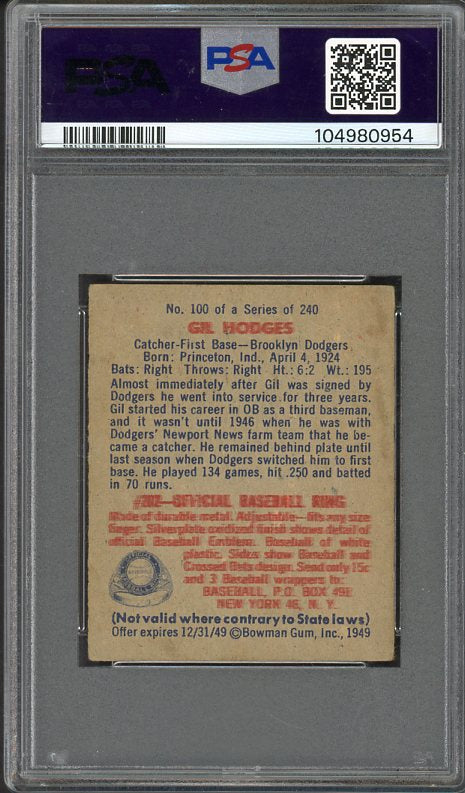 PSA
PSA
104980954
No. 100 of a Series of 240
GIL HODGES
Catcher-First Base—Brooklyn Dodgers
Born: Princeton, Ind., April 4, 1924
Bats: Right Throws: Right Ht.: 6:2 Wt.: 195
Almost immediately after Gil was signed by
Dodgers he went into service for three years.
Gil started his career in OB as a third baseman,
and it wasn't until 1946 when he was with
Dodgers' Newport News farm team that he be-
came a catcher. He remained behind plate until
last season when Dodgers switched him to first
base. He played 134 games, hit .250 and batted
in 70 runs.
#202—OFFICIAL BASEBALL RING
Made of durable metal. Adjustable—fits any size
finger. Silverplate oxidized finish shows detail of
official Baseball Emblem. Baseball of white
plastic. Sides show Baseball and
Crossed Bats design. Send only 15c
and 3 Baseball wrappers to:
BASEBALL, P.O. BOX 49E
NEW YORK 46, N. Y.
(Not valid where contrary to State laws)
Offer expires 12/31/49 ©Bowman Gum, Inc., 1949